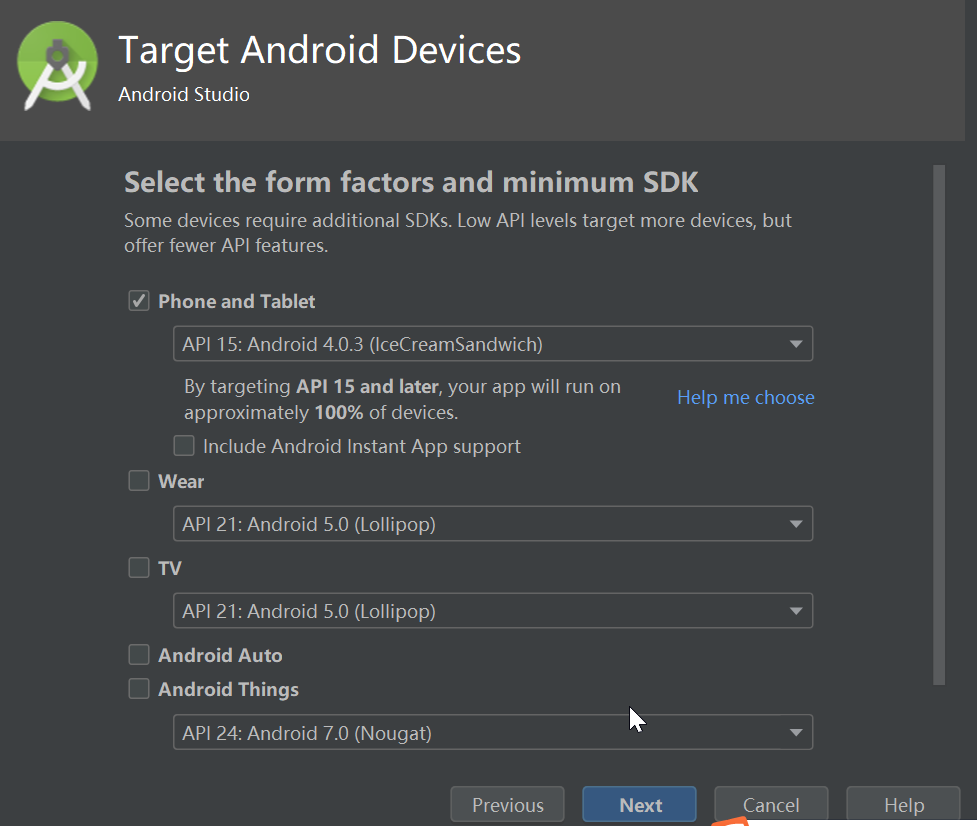 Target Android Devices
Android Studio
Select the form factors and minimum SDK
Some devices require additional SDKs. Low API levels target more devices, but
offer fewer API features.
Phone and Tablet
API 15: Android 4.0.3 (IceCreamSandwich)
By targeting API 15 and later, your app will run on
approximately 100% of devices.
Help me choose
Include Android Instant App support
Wear
API 21: Android 5.0 (Lollipop)
TV
API 21: Android 5.0 (Lollipop)
Android Auto
Android Things
API 24: Android 7.0 (Nougat)
Previous
Next
Cancel
Help